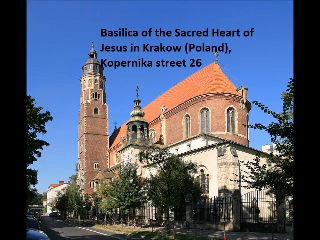 Basilica of the Sacred Heart of
Jesus in Krakow (Poland),
Kopernika street 26